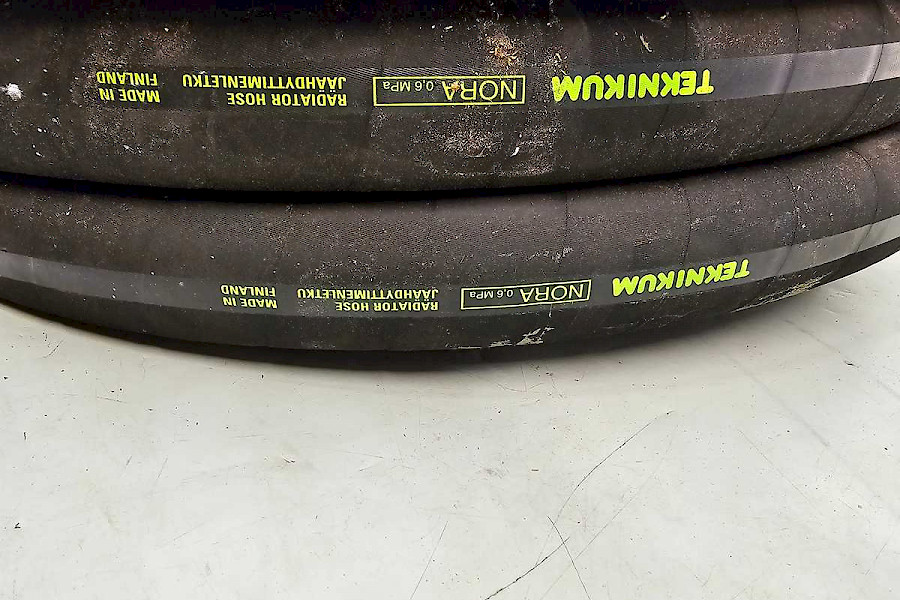 TEKNIKUM
NORA 0,6 MPa
RADIATOR HOSE
JÄÄHDYTTIMENLETKU
MADE IN
FINLAND
TEKNIKUM
NORA 0,6 MPa
RADIATOR HOSE
JÄÄHDYTTIMENLETKU
MADE IN
FINLAND